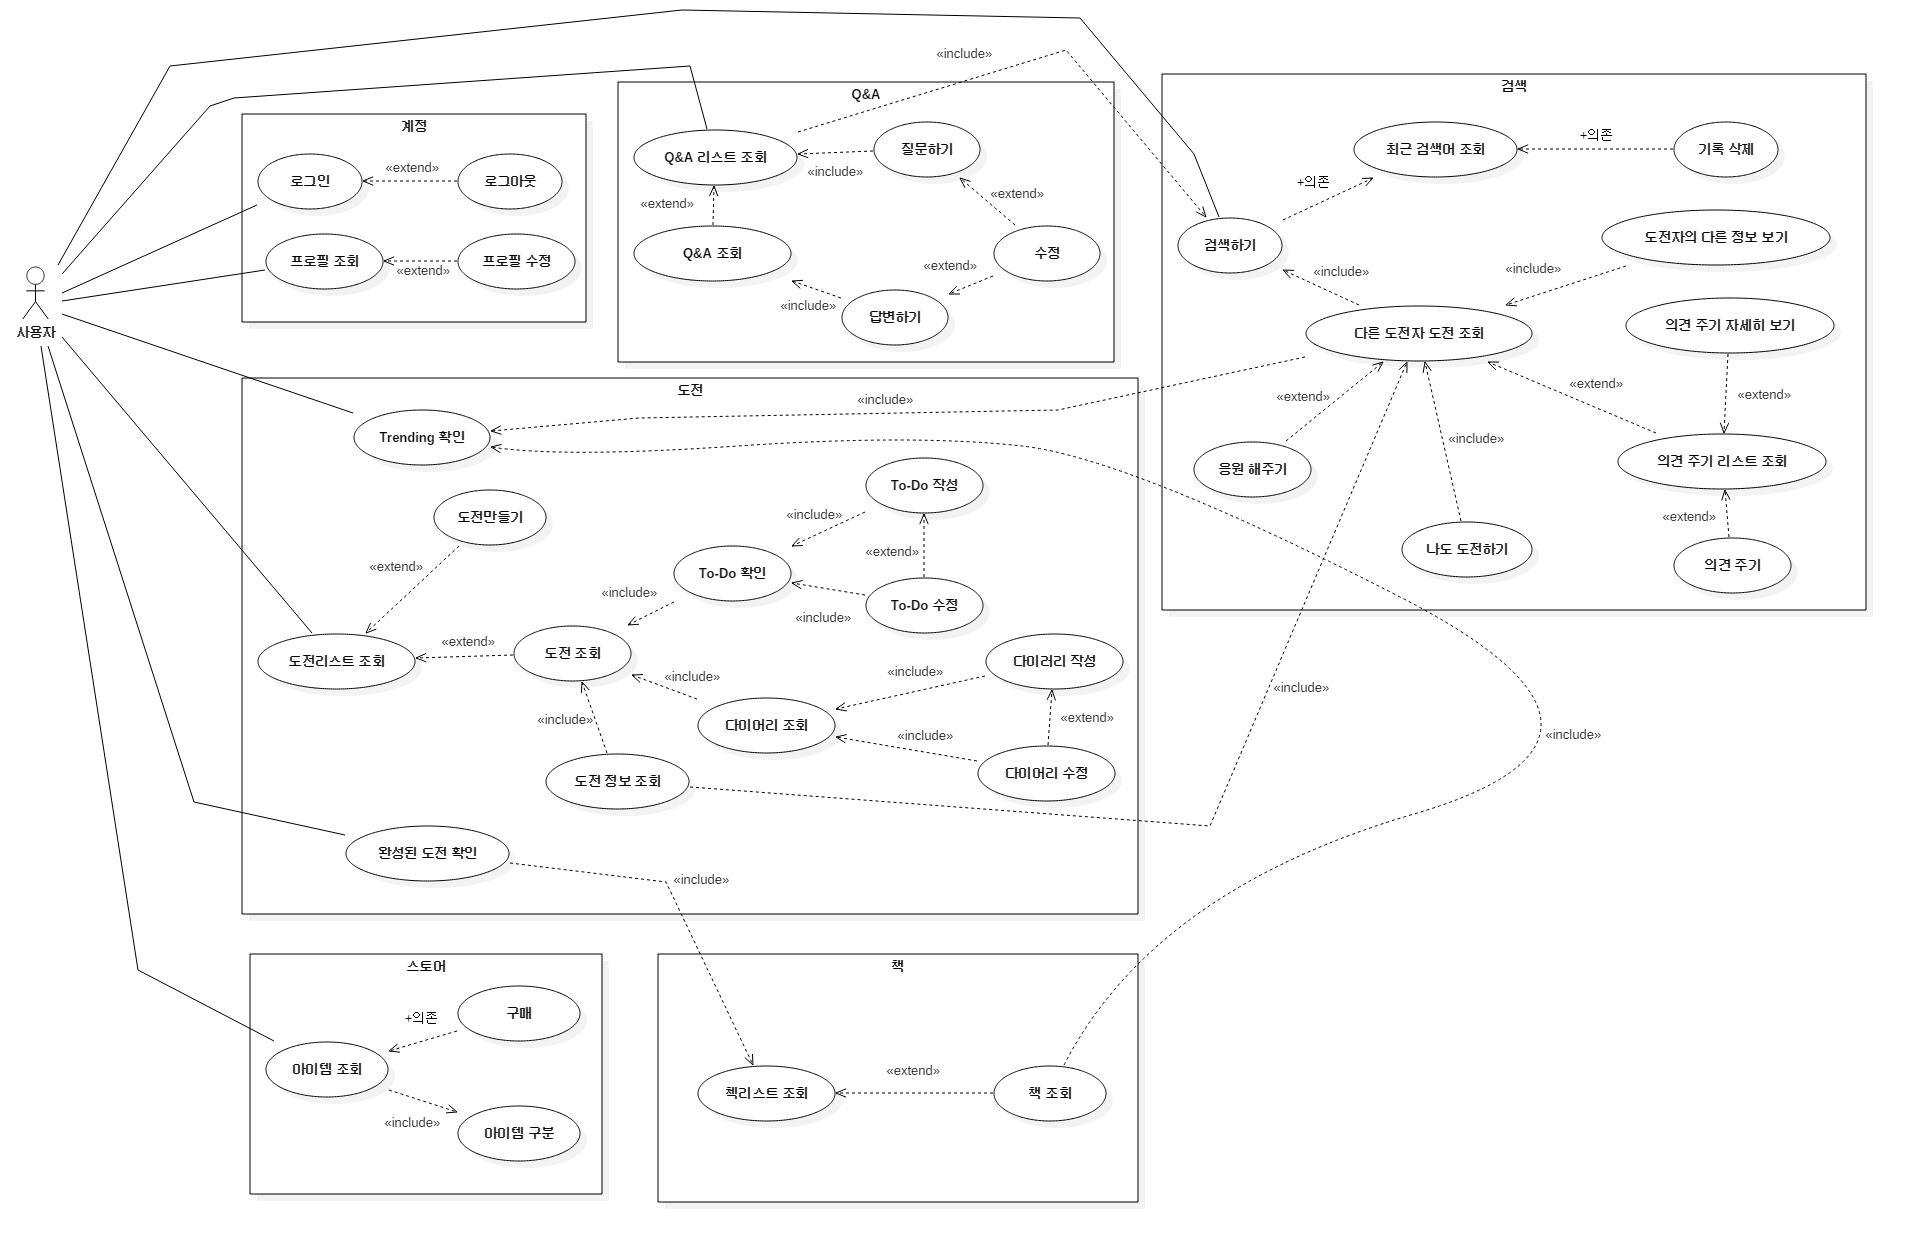 사용자
계정
로그인
«extend»
로그아웃
프로필 조회
«extend»
프로필 수정
Q&A
Q&A 리스트 조회
«include»
질문하기
«include»
«extend»
Q&A 조회
«extend»
수정
«extend»
«include»
답변하기
검색
최근 검색어 조회
+의존
기록 삭제
+의존
검색하기
도전자의 다른 정보 보기
«include»
«include»
다른 도전자 도전 조회
의견 주기 자세히 보기
«extend»
«extend»
«extend»
«include»
응원 해주기
의견 주기 리스트 조회
«extend»
나도 도전하기
의견 주기
도전
«include»
Trending 확인
도전만들기
«extend»
To-Do 작성
«include»
«extend»
To-Do 확인
«include»
«include»
To-Do 수정
도전리스트 조회
«extend»
도전 조회
«include»
«include»
다이러리 작성
«include»
«extend»
다이어리 조회
«include»
다이어리 수정
도전 정보 조회
«include»
«include»
완성된 도전 확인
«include»
스토어
+의존
구매
아이템 조회
«include»
아이템 구분
책
첵리스트 조회
«extend»
책 조회